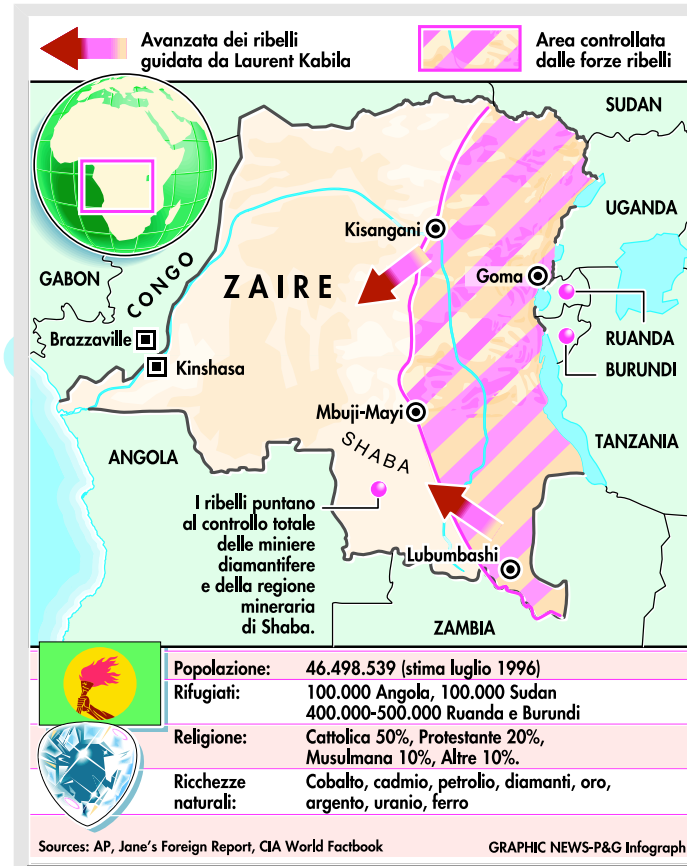 Avanzata dei ribelli
guidata da Laurent Kabila
Area controllata
dalle forze ribelli
SUDAN
UGANDA
Kisangani
Goma
GABON
CONGO
ZAIRE
Brazzaville
RUANDA
Kinshasa
BURUNDI
Mbuji-Mayi
SHABA
TANZANIA
ANGOLA
I ribelli puntano
al controllo totale
delle miniere
diamantifere
e della regione
mineraria
di Shaba.
Lubumbashi
ZAMBIA
Popolazione: 46.498.539 (stima luglio 1996)
Rifugiati: 100.000 Angola, 100.000 Sudan
400.000-500.000 Ruanda e Burundi
Religione: Cattolica 50%, Protestante 20%,
Musulmana 10%, Altre 10%.
Ricchezze Cobalto, cadmio, petrolio, diamanti, oro,
naturali: argento, uranio, ferro
Sources: AP, Jane's Foreign Report, CIA World Factbook GRAPHIC NEWS-P&G Infograph